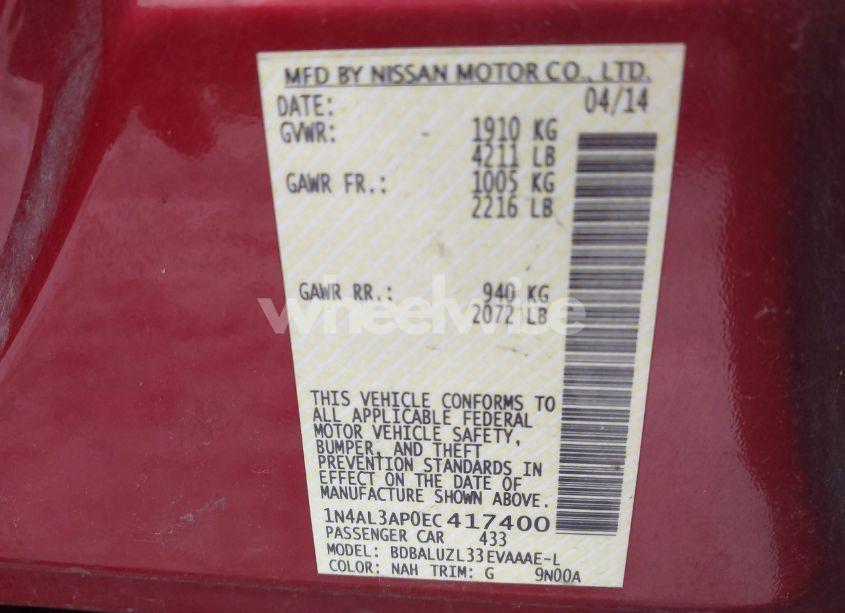 MFD BY NISSAN MOTOR CO., LTD.
DATE: 04/14
GVWR: 1910 KG
4211 LB
GAWR FR.: 1005 KG
2216 LB
GAWR RR.: 940 KG
2072 LB
wheelwise
THIS VEHICLE CONFORMS TO
ALL APPLICABLE FEDERAL
MOTOR VEHICLE SAFETY,
BUMPER, AND THEFT
PREVENTION STANDARDS IN
EFFECT ON THE DATE OF
MANUFACTURE SHOWN ABOVE.
1N4AL3AP0EC417400
PASSENGER CAR 433
MODEL: BDBALUZL33EVAAAE-L
COLOR: NAH TRIM: G 9N00A